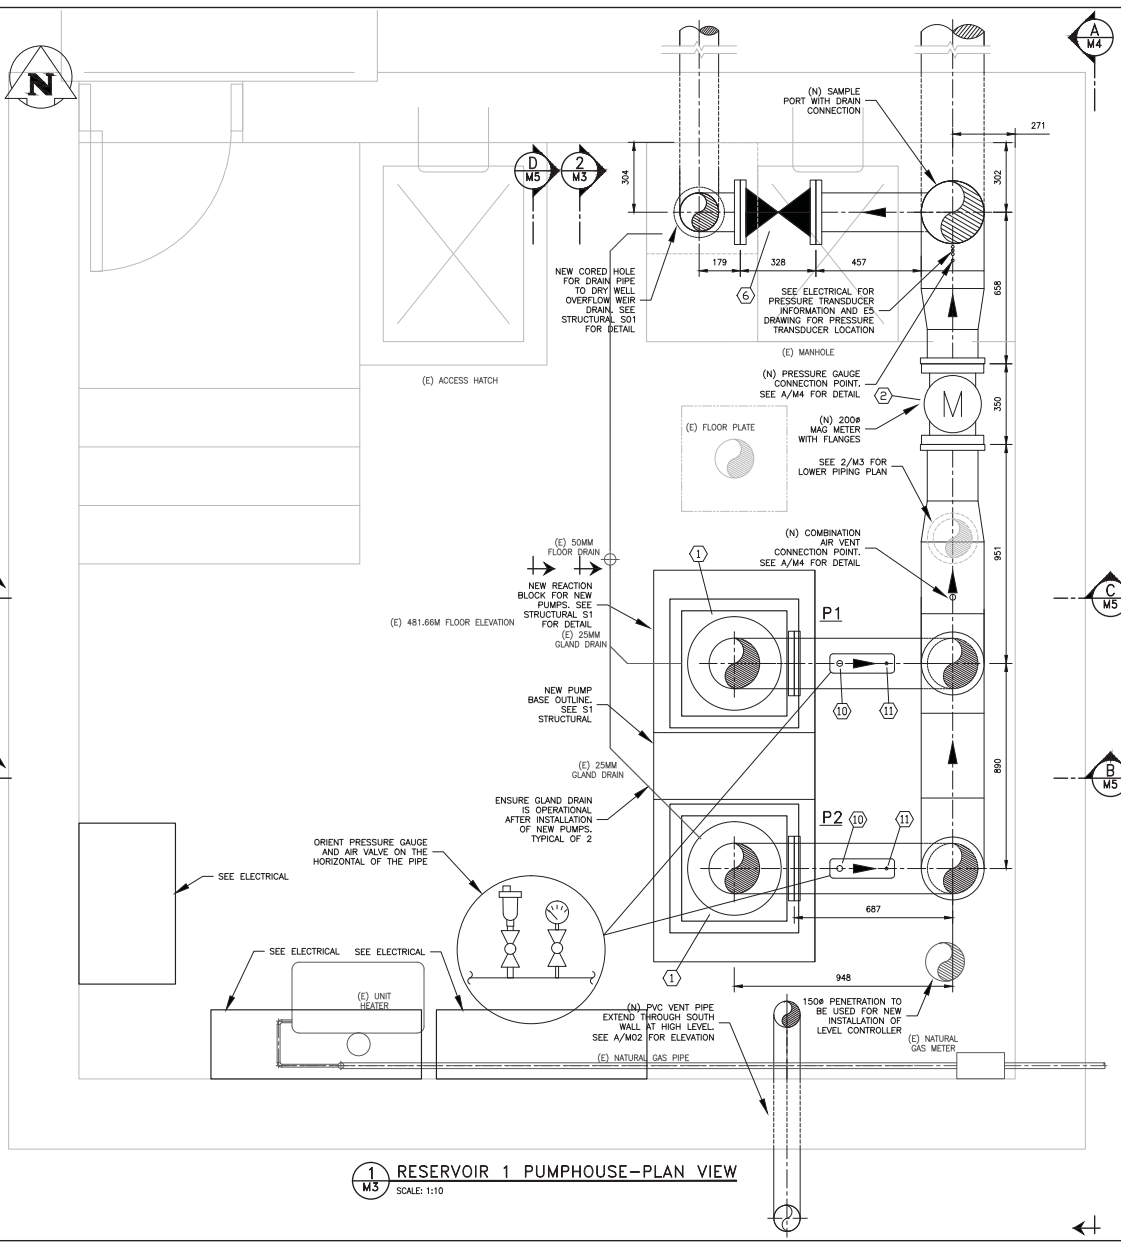 N
A
M4
(N) SAMPLE
PORT WITH DRAIN
CONNECTION
271
D
M5
2
M3
304
302
179
328
457
658
NEW CORED HOLE
FOR DRAIN PIPE
TO DRY WELL
OVERFLOW WEIR
DRAIN. SEE
STRUCTURAL S01
FOR DETAIL
6
SEE ELECTRICAL FOR
PRESSURE TRANSDUCER
INFORMATION AND E5
DRAWING FOR PRESSURE
TRANSDUCER LOCATION
(E) MANHOLE
(E) ACCESS HATCH
(N) PRESSURE GAUGE
CONNECTION POINT.
SEE A/M4 FOR DETAIL
2
M
350
(N) 200ø
MAG METER
WITH FLANGES
(E) FLOOR PLATE
SEE 2/M3 FOR
LOWER PIPING PLAN
(N) COMBINATION
AIR VENT
CONNECTION POINT.
SEE A/M4 FOR DETAIL
951
(E) 50MM
FLOOR DRAIN
1
NEW REACTION
BLOCK FOR NEW
PUMPS. SEE
STRUCTURAL S1
FOR DETAIL
(E) 481.66M FLOOR ELEVATION
(E) 25MM
GLAND DRAIN
P1
C
M5
10
11
NEW PUMP
BASE OUTLINE.
SEE S1
STRUCTURAL
(E) 25MM
GLAND DRAIN
890
B
M5
ENSURE GLAND DRAIN
IS OPERATIONAL
AFTER INSTALLATION
OF NEW PUMPS.
TYPICAL OF 2
P2
10
11
ORIENT PRESSURE GAUGE
AND AIR VALVE ON THE
HORIZONTAL OF THE PIPE
SEE ELECTRICAL
687
SEE ELECTRICAL
SEE ELECTRICAL
1
948
(E) UNIT
HEATER
(N) PVC VENT PIPE
EXTEND THROUGH SOUTH
WALL AT HIGH LEVEL.
SEE A/M02 FOR ELEVATION
150ø PENETRATION TO
BE USED FOR NEW
INSTALLATION OF
LEVEL CONTROLLER
(E) NATURAL
GAS METER
(E) NATURAL GAS PIPE
1
M3
RESERVOIR 1 PUMPHOUSE-PLAN VIEW
SCALE: 1:10